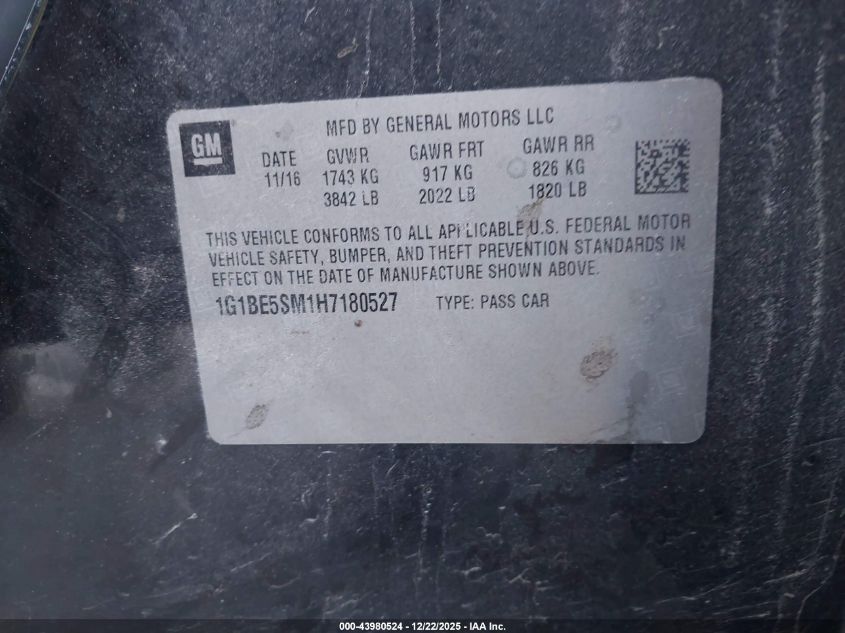 GM
MFD BY GENERAL MOTORS LLC
DATE GVWR GAWR FRT GAWR RR
11/16 1743 KG 917 KG 826 KG
3842 LB 2022 LB 1820 LB
THIS VEHICLE CONFORMS TO ALL APPLICABLE U.S. FEDERAL MOTOR
VEHICLE SAFETY, BUMPER, AND THEFT PREVENTION STANDARDS IN
EFFECT ON THE DATE OF MANUFACTURE SHOWN ABOVE.
1G1BE5SM1H7180527 TYPE: PASS CAR
000-43980524 - 12/22/2025 - IAA Inc.